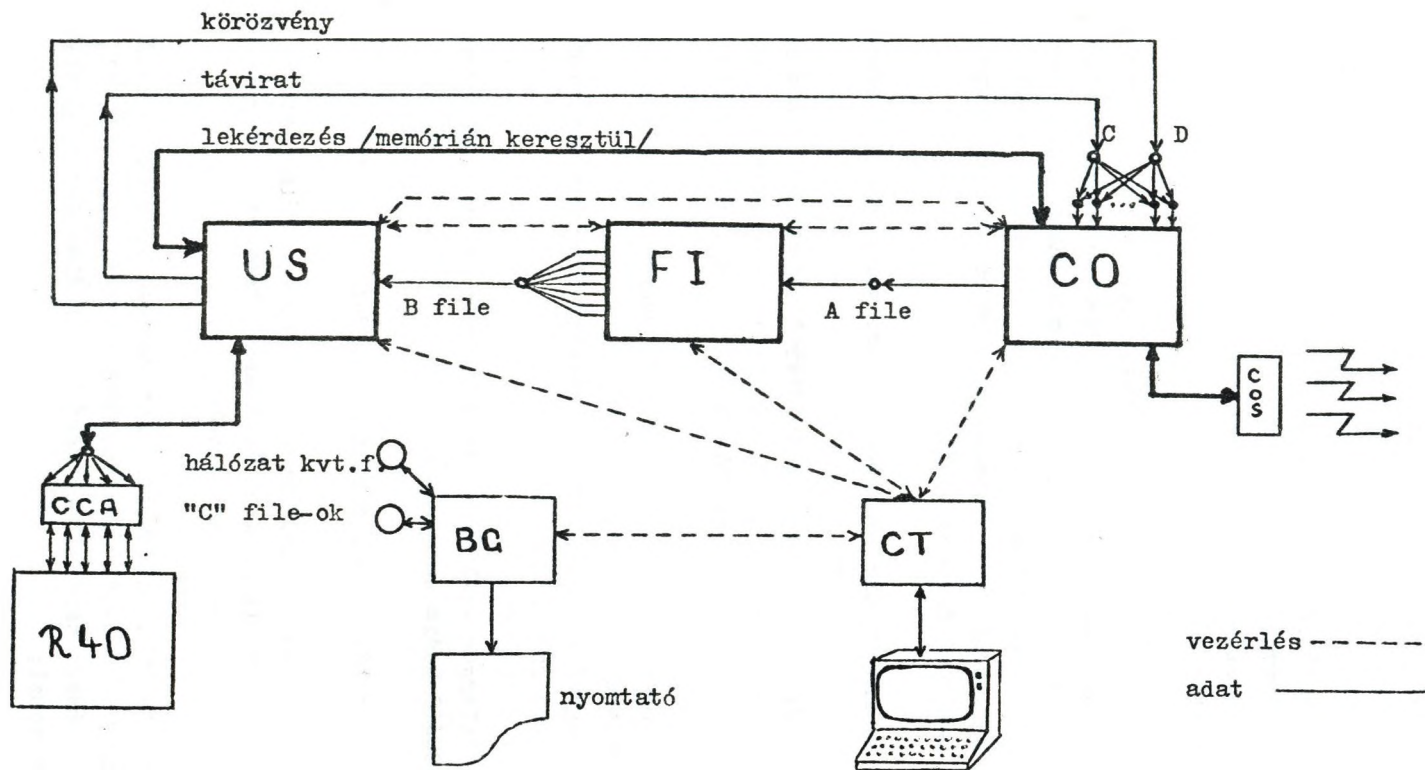 körözvény
távirat
lekérdezés /memórián keresztül/
C D
US
FI
CO
B file
A file
COS
hálózat kvt.f.
"C" file-ok
CCA
BG
CT
R40
nyomtató
vezérlés
adat